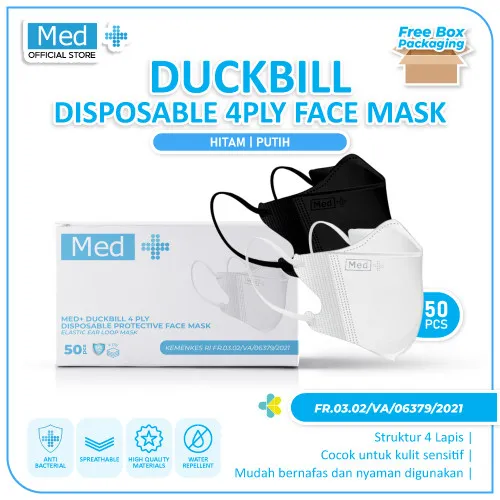 Med
OFFICIAL STORE
Free Box
Packaging
DUCKBILL
DISPOSABLE 4PLY FACE MASK
HITAM | PUTIH
Med
Med
Med
MED+ DUCKBILL 4 PLY
DISPOSABLE PROTECTIVE FACE MASK
ELASTIC EAR LOOP MASK
50 PCS
KEMENKES RI FR.03.02/VA/06379/2021
50
PCS
FR.03.02/VA/06379/2021
ANTI
BACTERIAL
SPREATHABLE
HIGH QUALITY
MATERIALS
WATER
REPELLENT
Struktur 4 Lapis |
Cocok untuk kulit sensitif |
Mudah bernafas dan nyaman digunakan |